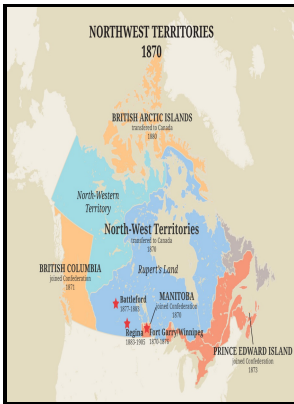 NORTHWEST TERRITORIES
1870
BRITISH ARCTIC ISLANDS
transferred to Canada
1880
North-Western
Territory
North-West Territories
transferred to Canada
1870
Rupert's Land
BRITISH COLUMBIA
joined Confederation
1871
MANITOBA
joined Confederation
1870
Battleford
1877-1883
Regina
1883-1905
Fort Garry/Winnipeg
1870-1876
PRINCE EDWARD ISLAND
joined Confederation
1873